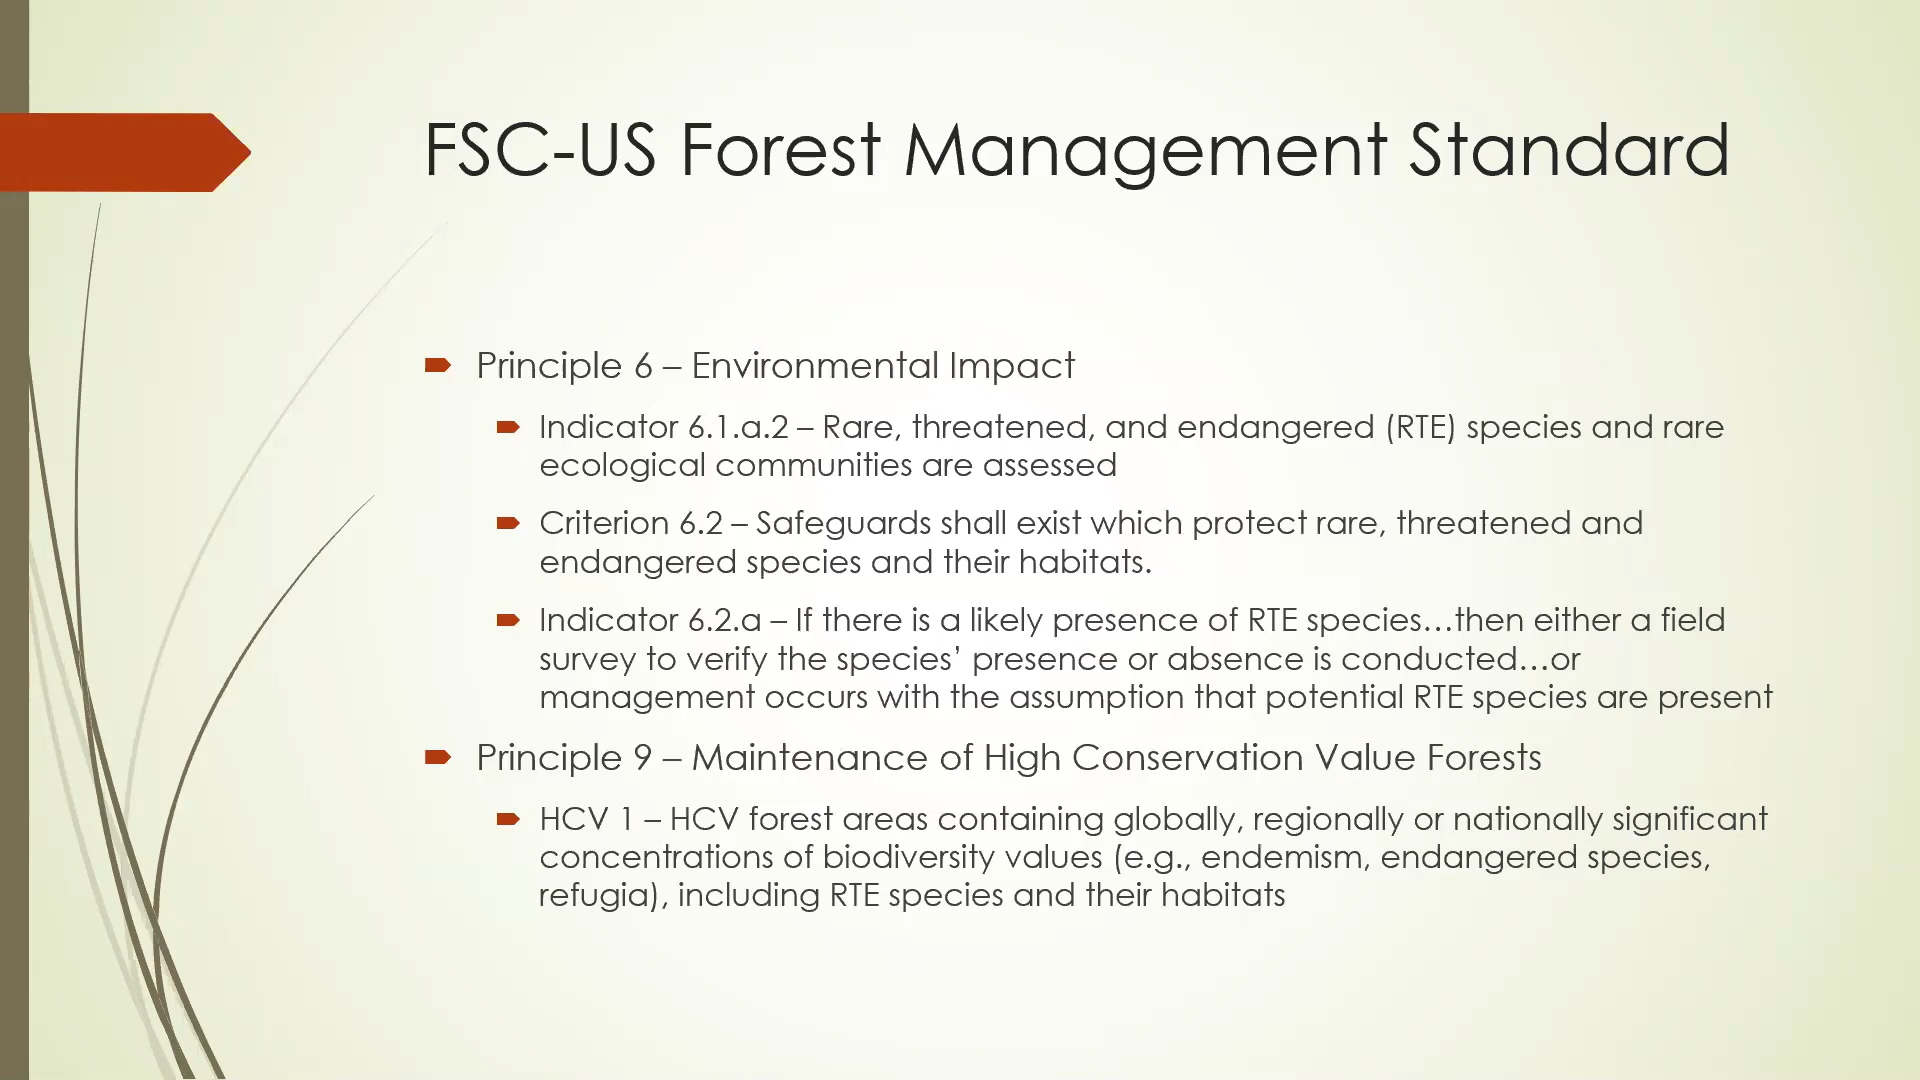 FSC-US Forest Management Standard
Principle 6 – Environmental Impact
Indicator 6.1.a.2 – Rare, threatened, and endangered (RTE) species and rare
ecological communities are assessed
Criterion 6.2 – Safeguards shall exist which protect rare, threatened and
endangered species and their habitats.
Indicator 6.2.a – If there is a likely presence of RTE species…then either a field
survey to verify the species’ presence or absence is conducted…or
management occurs with the assumption that potential RTE species are present
Principle 9 – Maintenance of High Conservation Value Forests
HCV 1 – HCV forest areas containing globally, regionally or nationally significant
concentrations of biodiversity values (e.g., endemism, endangered species,
refugia), including RTE species and their habitats